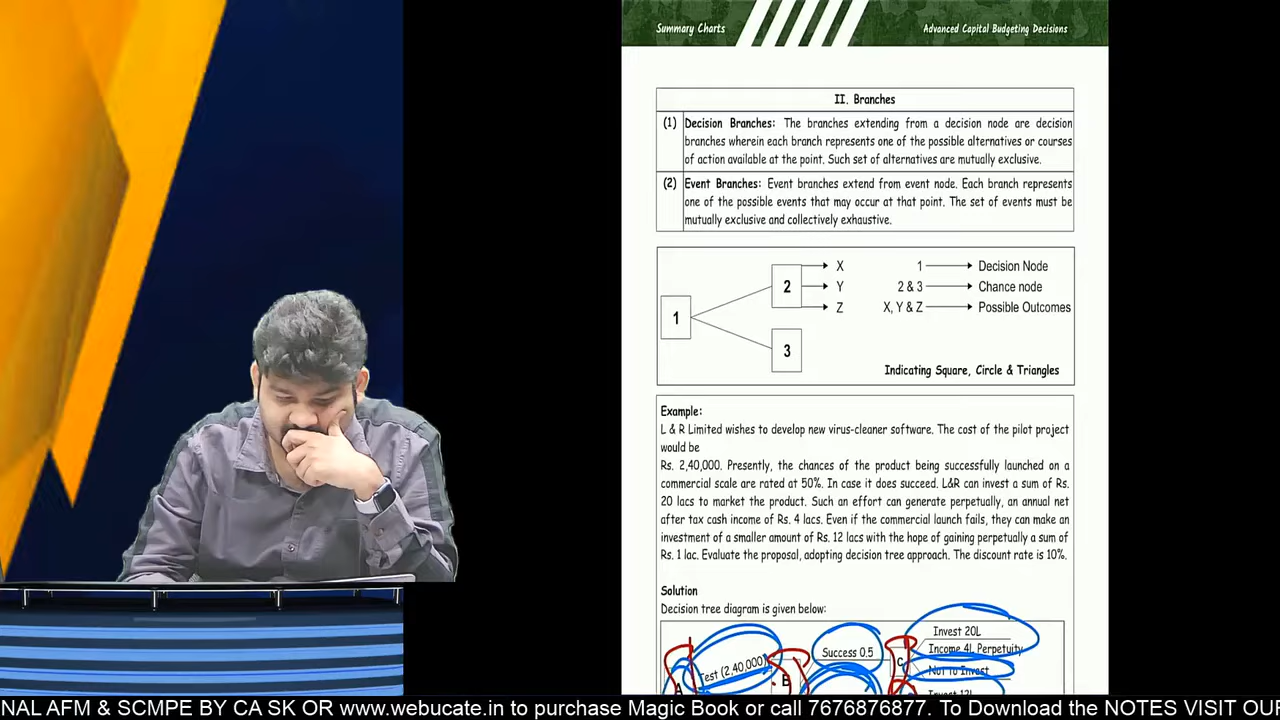 Summary Charts
Advanced Capital Budgeting Decisions
II. Branches
(1) Decision Branches: The branches extending from a decision node are decision
branches wherein each branch represents one of the possible alternatives or courses
of action available at the point. Such set of alternatives are mutually exclusive.
(2) Event Branches: Event branches extend from event node. Each branch represents
one of the possible events that may occur at that point. The set of events must be
mutually exclusive and collectively exhaustive.
1
2
3
X
Y
Z
1 Decision Node
2 & 3 Chance node
X, Y & Z Possible Outcomes
Indicating Square, Circle & Triangles
Example:
L & R Limited wishes to develop new virus-cleaner software. The cost of the pilot project
would be
Rs. 2,40,000. Presently, the chances of the product being successfully launched on a
commercial scale are rated at 50%. In case it does succeed. L&R can invest a sum of Rs.
20 lacs to market the product. Such an effort can generate perpetually, an annual net
after tax cash income of Rs. 4 lacs. Even if the commercial launch fails, they can make an
investment of a smaller amount of Rs. 12 lacs with the hope of gaining perpetually a sum of
Rs. 1 lac. Evaluate the proposal, adopting decision tree approach. The discount rate is 10%.
Solution
Decision tree diagram is given below:
Invest 20L
Income 4L Perpetuity
Success 0.5
C
Not To Invest
Test (2,40,000)
B
A
Invest 12L
NAL AFM & SCMPE BY CA SK OR www.webucate.in to purchase Magic Book or call 7676876877. To Download the NOTES VISIT OUR